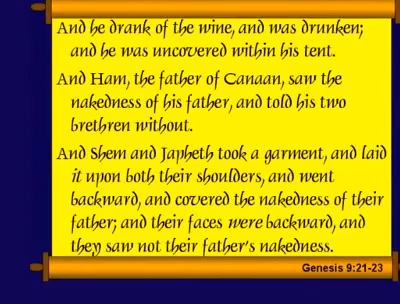 And he drank of the wine, and was drunken;
and he was uncovered within his tent.
And Ham, the father of Canaan, saw the
nakedness of his father, and told his two
brethren without.
And Shem and Japheth took a garment, and laid
it upon both their shoulders, and went
backward, and covered the nakedness of their
father; and their faces were backward, and
they saw not their father's nakedness.
Genesis 9:21-23